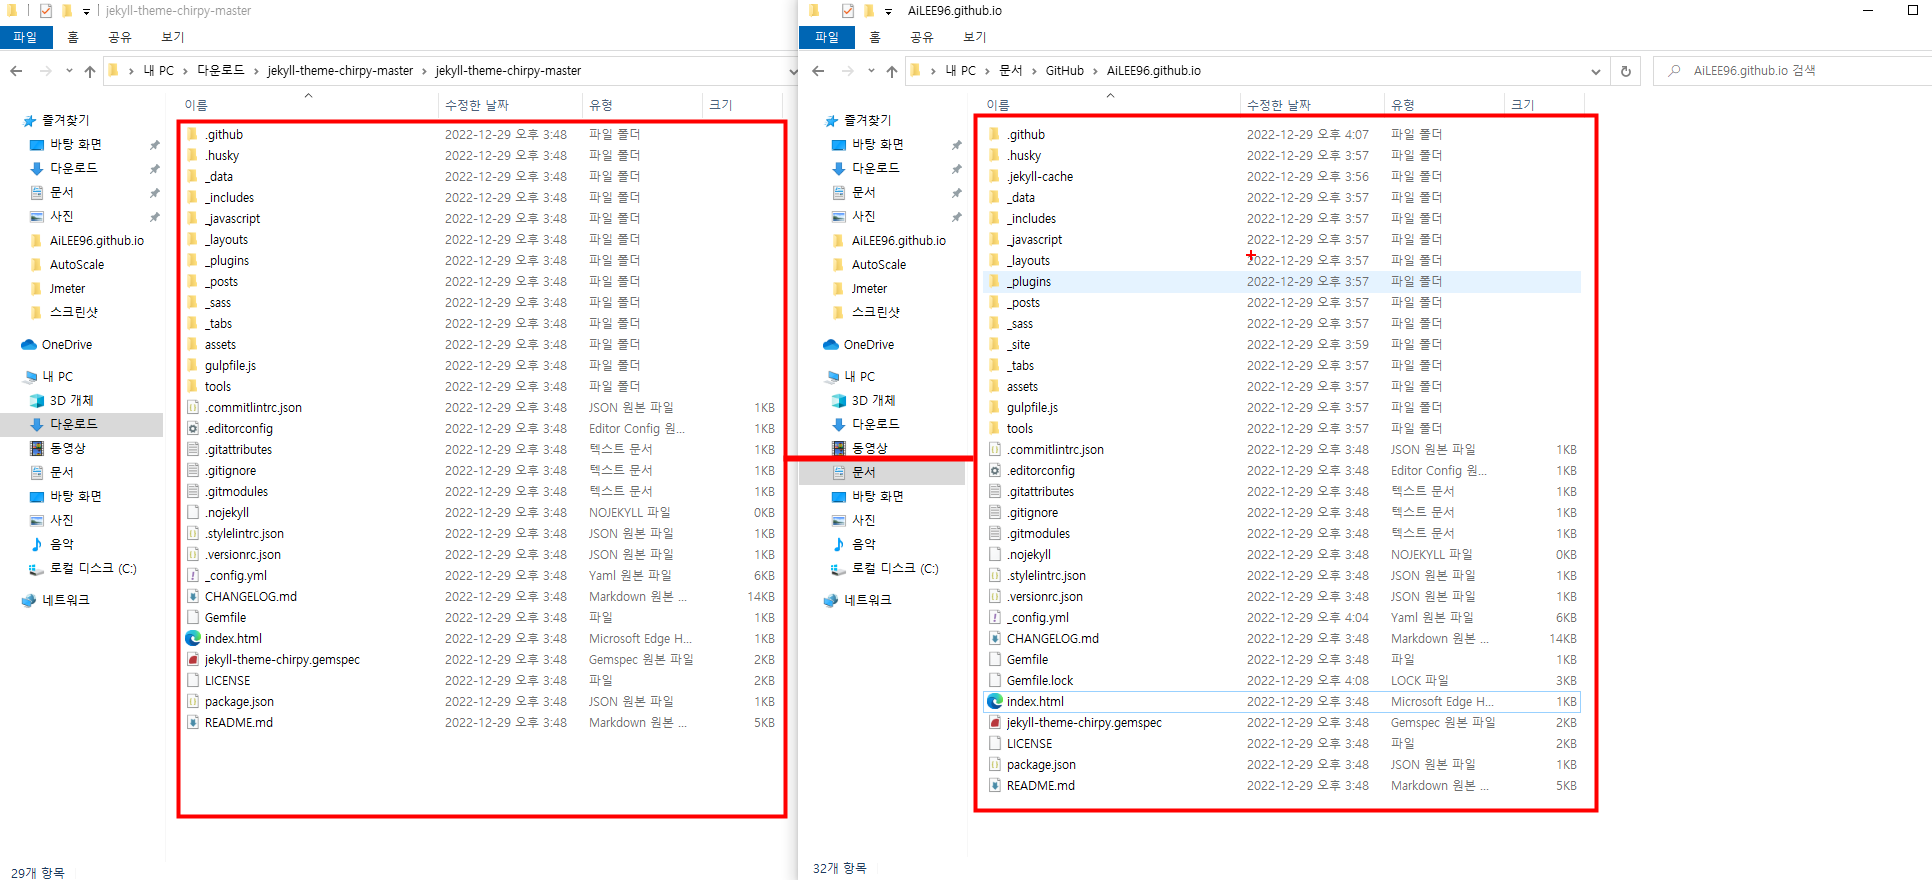 jekyll-theme-chirpy-master
파일 홈 공유 보기
내 PC 다운로드 jekyll-theme-chirpy-master jekyll-theme-chirpy-master
이름 수정한 날짜 유형 크기
즐겨찾기
바탕 화면
다운로드
문서
사진
AiLEE96.github.io
AutoScale
Jmeter
스크린샷
OneDrive
내 PC
3D 개체
다운로드
동영상
문서
바탕 화면
사진
음악
로컬 디스크 (C:)
네트워크
.github 2022-12-29 오후 3:48 파일 폴더
.husky 2022-12-29 오후 3:48 파일 폴더
_data 2022-12-29 오후 3:48 파일 폴더
_includes 2022-12-29 오후 3:48 파일 폴더
_javascript 2022-12-29 오후 3:48 파일 폴더
_layouts 2022-12-29 오후 3:48 파일 폴더
_plugins 2022-12-29 오후 3:48 파일 폴더
_posts 2022-12-29 오후 3:48 파일 폴더
_sass 2022-12-29 오후 3:48 파일 폴더
_tabs 2022-12-29 오후 3:48 파일 폴더
assets 2022-12-29 오후 3:48 파일 폴더
gulpfile.js 2022-12-29 오후 3:48 파일 폴더
tools 2022-12-29 오후 3:48 파일 폴더
.commitlintrc.json 2022-12-29 오후 3:48 JSON 원본 파일 1KB
.editorconfig 2022-12-29 오후 3:48 Editor Config 원... 1KB
.gitattributes 2022-12-29 오후 3:48 텍스트 문서 1KB
.gitignore 2022-12-29 오후 3:48 텍스트 문서 1KB
.gitmodules 2022-12-29 오후 3:48 텍스트 문서 1KB
.nojekyll 2022-12-29 오후 3:48 NOJEKYLL 파일 0KB
.stylelintrc.json 2022-12-29 오후 3:48 JSON 원본 파일 1KB
.versionrc.json 2022-12-29 오후 3:48 JSON 원본 파일 1KB
_config.yml 2022-12-29 오후 3:48 Yaml 원본 파일 6KB
CHANGELOG.md 2022-12-29 오후 3:48 Markdown 원본 ... 14KB
Gemfile 2022-12-29 오후 3:48 파일 1KB
index.html 2022-12-29 오후 3:48 Microsoft Edge H... 1KB
jekyll-theme-chirpy.gemspec 2022-12-29 오후 3:48 Gemspec 원본 파일 2KB
LICENSE 2022-12-29 오후 3:48 파일 2KB
package.json 2022-12-29 오후 3:48 JSON 원본 파일 1KB
README.md 2022-12-29 오후 3:48 Markdown 원본 ... 5KB
29개 항목
AiLEE96.github.io
파일 홈 공유 보기
내 PC 문서 GitHub AiLEE96.github.io
AiLEE96.github.io 검색
이름 수정한 날짜 유형 크기
즐겨찾기
바탕 화면
다운로드
문서
사진
AiLEE96.github.io
AutoScale
Jmeter
스크린샷
OneDrive
내 PC
3D 개체
다운로드
동영상
문서
바탕 화면
사진
음악
로컬 디스크 (C:)
네트워크
.github 2022-12-29 오후 4:07 파일 폴더
.husky 2022-12-29 오후 3:57 파일 폴더
.jekyll-cache 2022-12-29 오후 3:56 파일 폴더
_data 2022-12-29 오후 3:57 파일 폴더
_includes 2022-12-29 오후 3:57 파일 폴더
_javascript 2022-12-29 오후 3:57 파일 폴더
_layouts 2022-12-29 오후 3:57 파일 폴더
_plugins 2022-12-29 오후 3:57 파일 폴더
_posts 2022-12-29 오후 3:57 파일 폴더
_sass 2022-12-29 오후 3:57 파일 폴더
_site 2022-12-29 오후 3:59 파일 폴더
_tabs 2022-12-29 오후 3:57 파일 폴더
assets 2022-12-29 오후 3:57 파일 폴더
gulpfile.js 2022-12-29 오후 3:57 파일 폴더
tools 2022-12-29 오후 3:57 파일 폴더
.commitlintrc.json 2022-12-29 오후 3:48 JSON 원본 파일 1KB
.editorconfig 2022-12-29 오후 3:48 Editor Config 원... 1KB
.gitattributes 2022-12-29 오후 3:48 텍스트 문서 1KB
.gitignore 2022-12-29 오후 3:48 텍스트 문서 1KB
.gitmodules 2022-12-29 오후 3:48 텍스트 문서 1KB
.nojekyll 2022-12-29 오후 3:48 NOJEKYLL 파일 0KB
.stylelintrc.json 2022-12-29 오후 3:48 JSON 원본 파일 1KB
.versionrc.json 2022-12-29 오후 3:48 JSON 원본 파일 1KB
_config.yml 2022-12-29 오후 4:04 Yaml 원본 파일 6KB
CHANGELOG.md 2022-12-29 오후 3:48 Markdown 원본 ... 14KB
Gemfile 2022-12-29 오후 3:48 파일 1KB
Gemfile.lock 2022-12-29 오후 4:08 LOCK 파일 3KB
index.html 2022-12-29 오후 3:48 Microsoft Edge H... 1KB
jekyll-theme-chirpy.gemspec 2022-12-29 오후 3:48 Gemspec 원본 파일 2KB
LICENSE 2022-12-29 오후 3:48 파일 2KB
package.json 2022-12-29 오후 3:48 JSON 원본 파일 1KB
README.md 2022-12-29 오후 3:48 Markdown 원본 ... 5KB
32개 항목